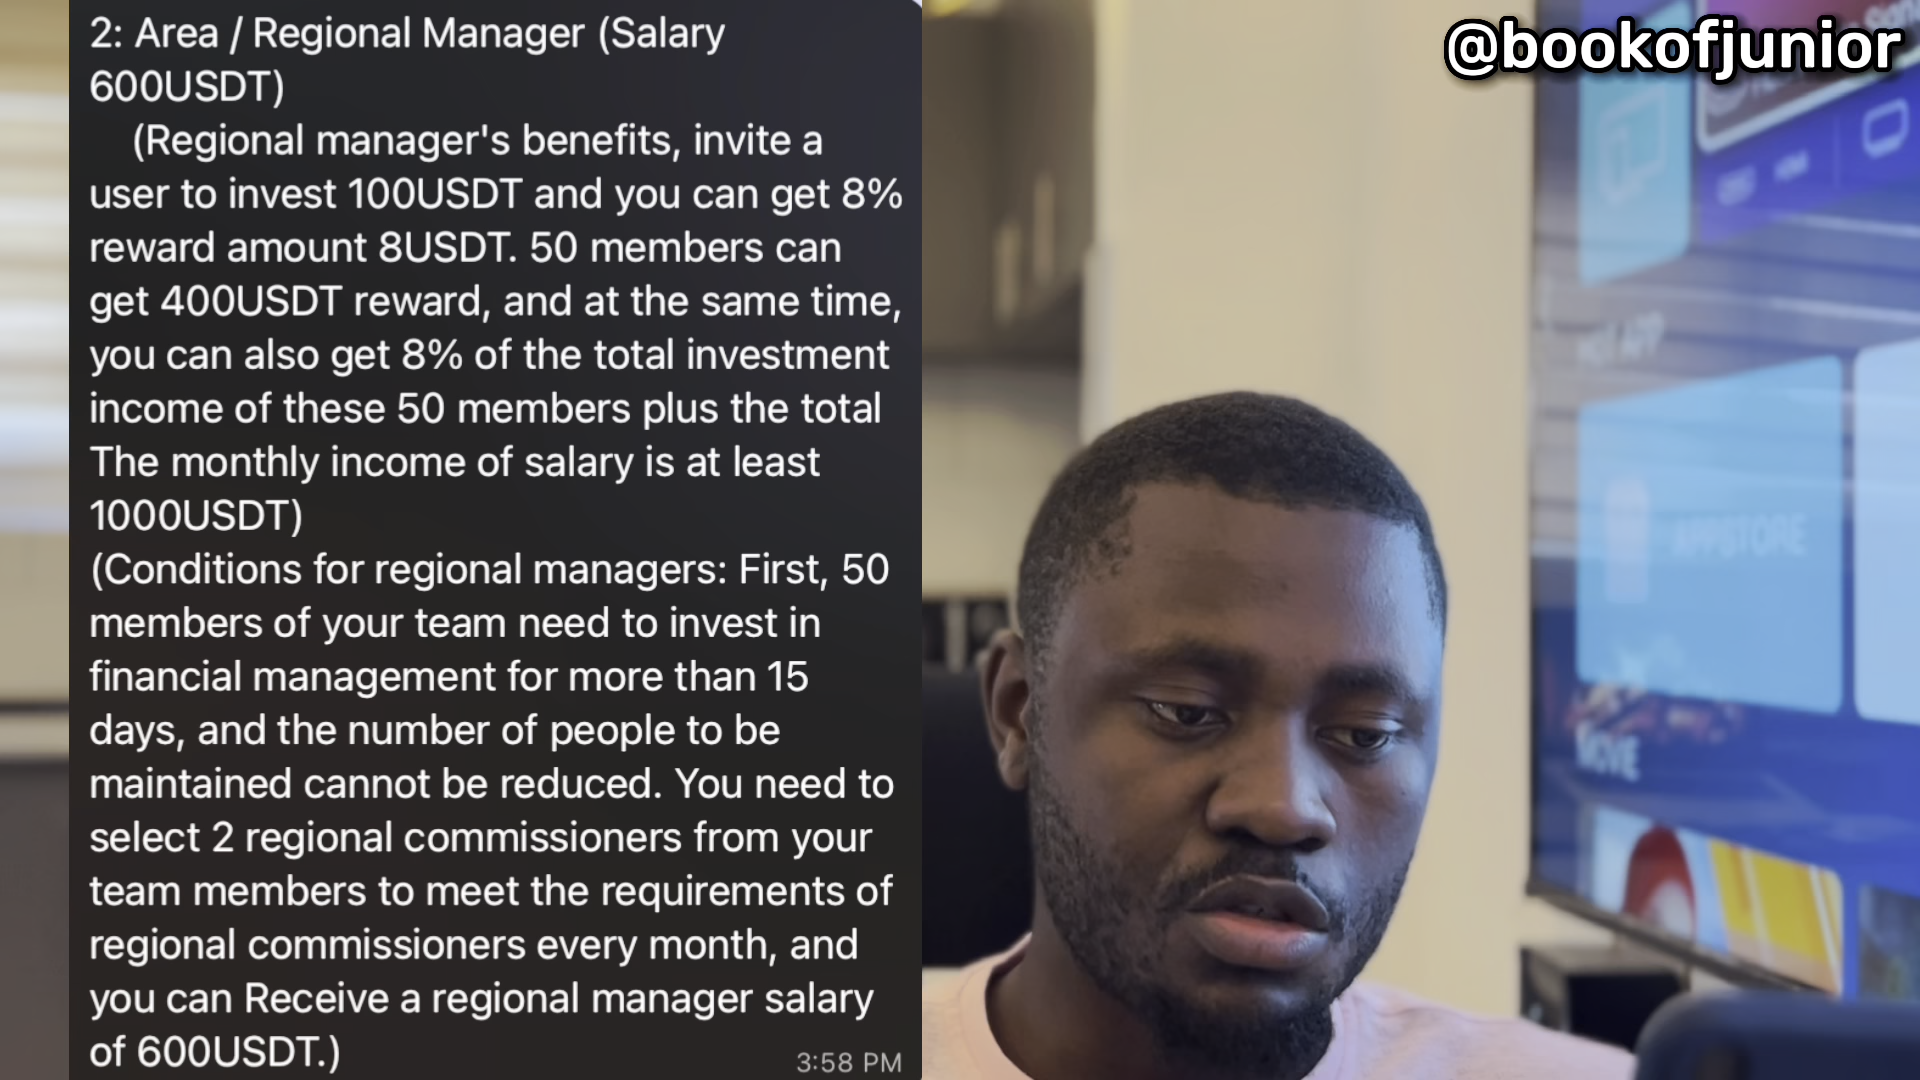 2: Area / Regional Manager (Salary
600USDT)
(Regional manager's benefits, invite a
user to invest 100USDT and you can get 8%
reward amount 8USDT. 50 members can
get 400USDT reward, and at the same time,
you can also get 8% of the total investment
income of these 50 members plus the total
The monthly income of salary is at least
1000USDT)
(Conditions for regional managers: First, 50
members of your team need to invest in
financial management for more than 15
days, and the number of people to be
maintained cannot be reduced. You need to
select 2 regional commissioners from your
team members to meet the requirements of
regional commissioners every month, and
you can Receive a regional manager salary
of 600USDT.)
3:58 PM
@bookofjunior
APPSTORE